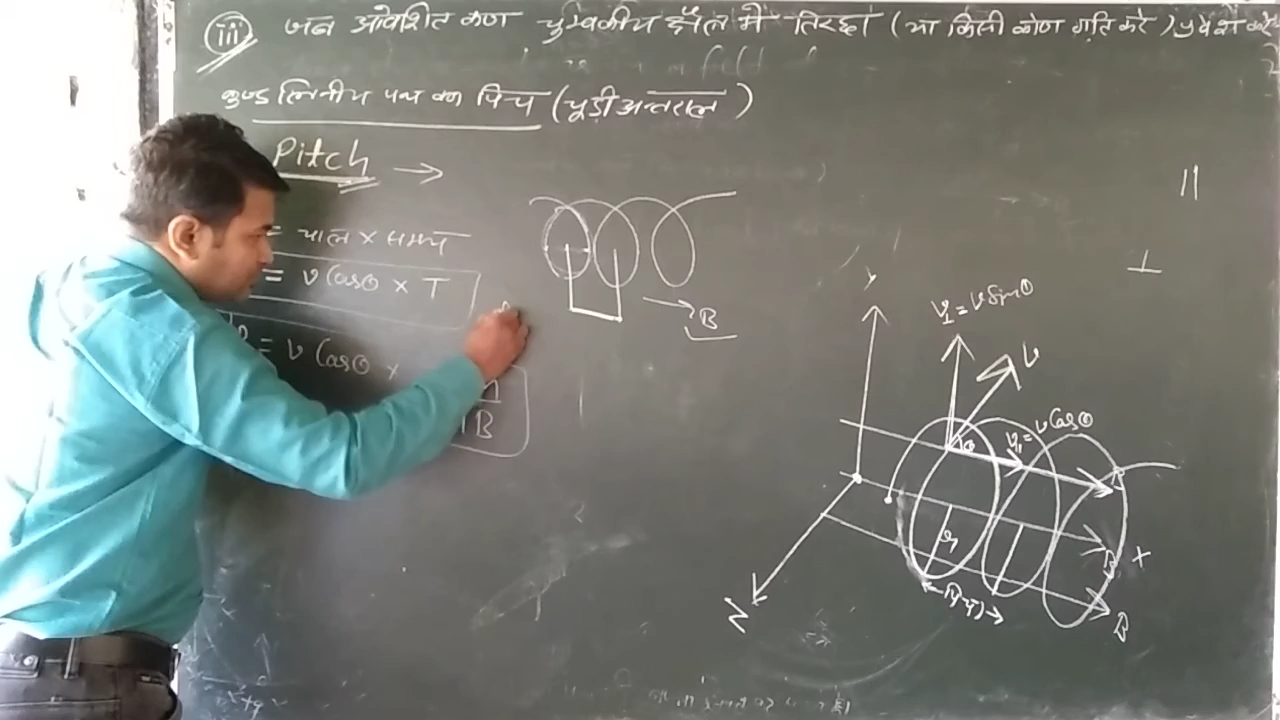 (iii) जब आवेशित कण चुम्बकीय क्षेत्र में तिरछा (या किसी कोण गति करे) प्रवेश करे
कुण्डलिनीय पथ का पिच (चूड़ी अन्तराल)
Pitch →
= चाल × समय
= v Cosθ × T
= v Cosθ ×
B
B
||
⊥
y
V⊥ = v Sinθ
v
V॥ = v Cosθ
θ
r
B
x
पिच
B
Z